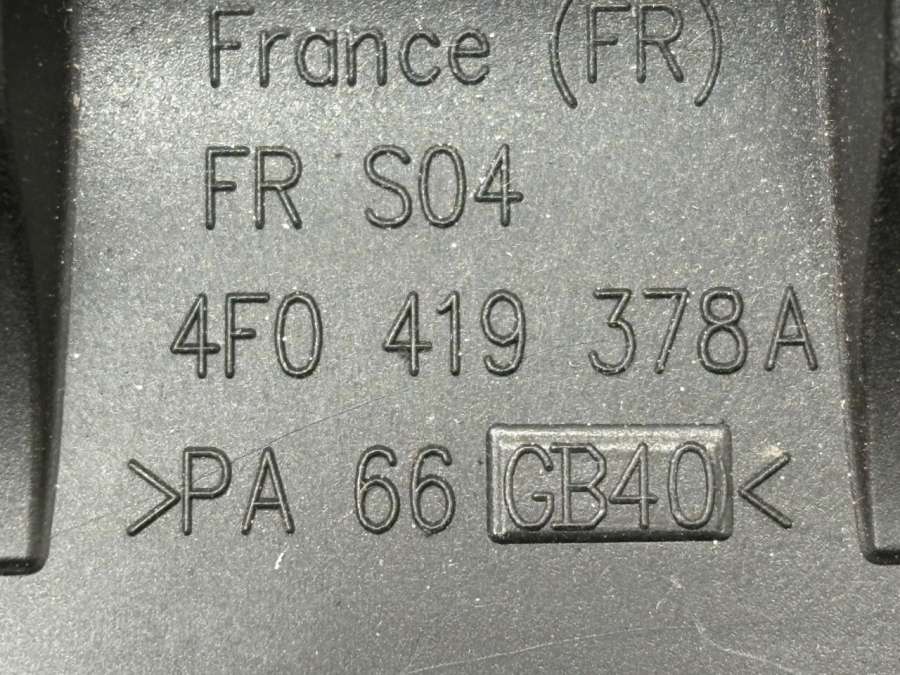 France (FR)
FR S04
4F0 419 378A
>PA 66 GB40<